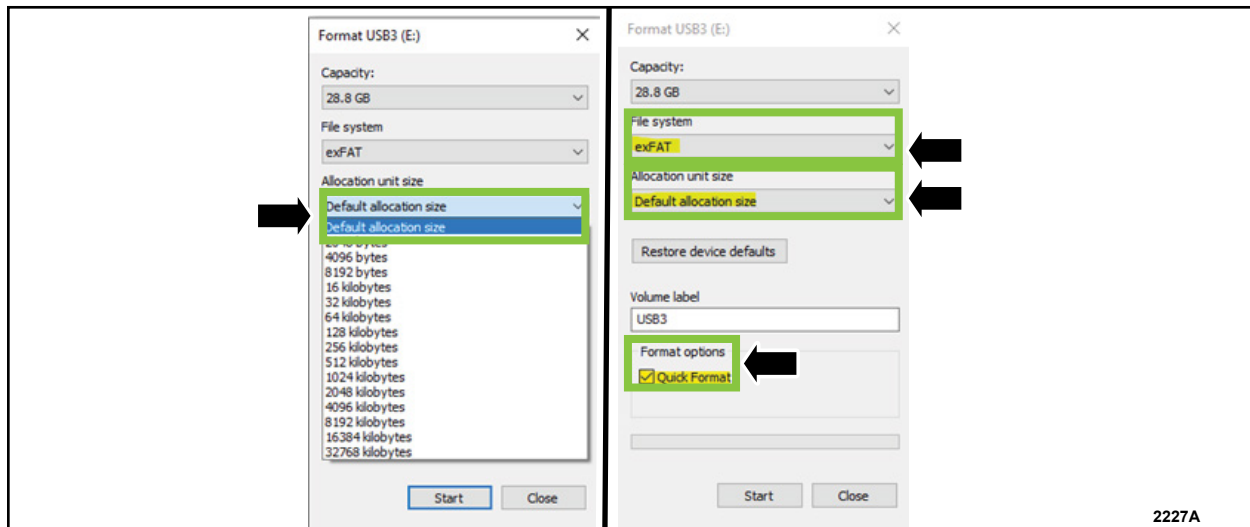 Format USB3 (E:)
Capacity:
28.8 GB
File system
exFAT
Allocation unit size
Default allocation size
Default allocation size
4096 bytes
8192 bytes
16 kilobytes
32 kilobytes
64 kilobytes
128 kilobytes
256 kilobytes
512 kilobytes
1024 kilobytes
2048 kilobytes
4096 kilobytes
8192 kilobytes
16384 kilobytes
32768 kilobytes
Start
Close
Format USB3 (E:)
Capacity:
28.8 GB
File system
exFAT
Allocation unit size
Default allocation size
Restore device defaults
Volume label
USB3
Format options
Quick Format
Start
Close
2227A